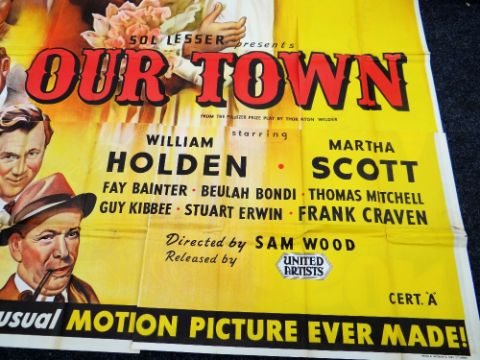 SOL LESSER presents
OUR TOWN
FROM THE PULITZER PRIZE PLAY BY THORNTON WILDER
starring
WILLIAM HOLDEN · MARTHA SCOTT
FAY BAINTER · BEULAH BONDI · THOMAS MITCHELL
GUY KIBBEE · STUART ERWIN · FRANK CRAVEN
Directed by SAM WOOD
Released by UNITED ARTISTS
CERT. "A"
usual MOTION PICTURE EVER MADE!